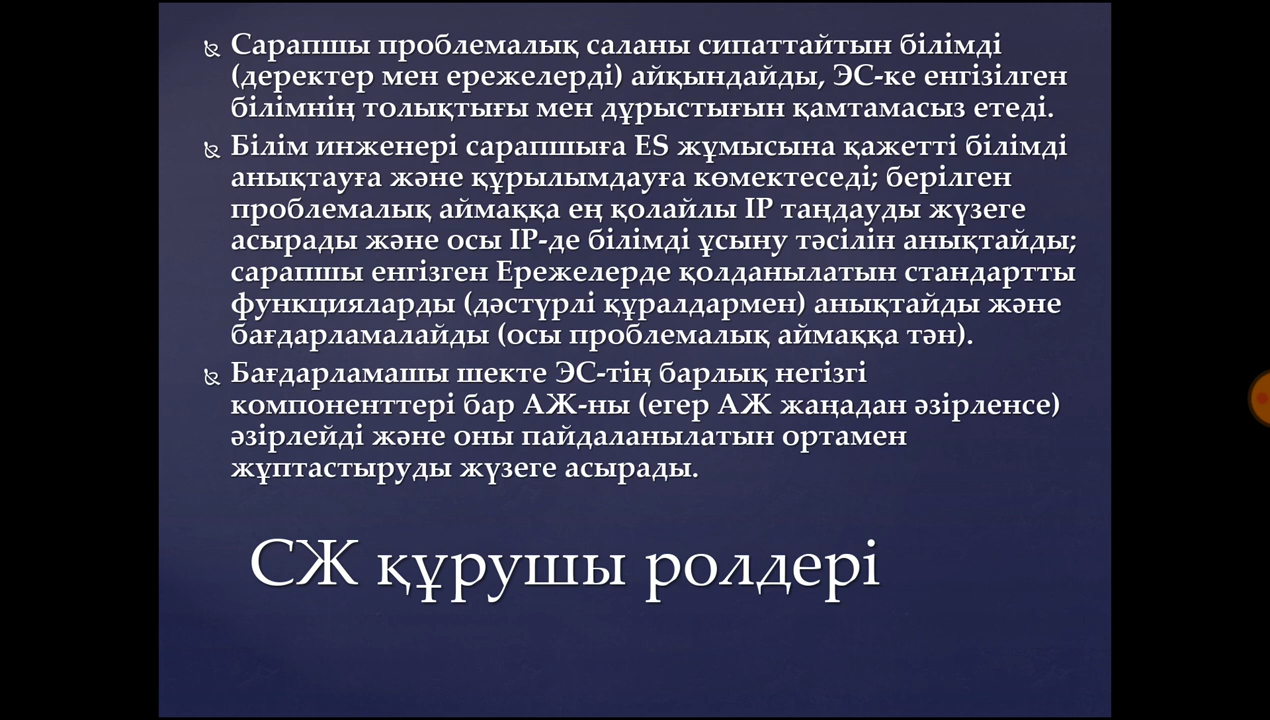 Сарапшы проблемалық саланы сипаттайтын білімді
(деректер мен ережелерді) айқындайды, ЭС-ке енгізілген
білімнің толықтығы мен дұрыстығын қамтамасыз етеді.
Білім инженері сарапшыға ES жұмысына қажетті білімді
анықтауға және құрылымдауға көмектеседі; берілген
проблемалық аймаққа ең қолайлы IP таңдауды жүзеге
асырады және осы IP-де білімді ұсыну тәсілін анықтайды;
сарапшы енгізген Ережелерде қолданылатын стандартты
функцияларды (дәстүрлі құралдармен) анықтайды және
бағдарламалайды (осы проблемалық аймаққа тән).
Бағдарламашы шекте ЭС-тің барлық негізгі
компоненттері бар АЖ-ны (егер АЖ жаңадан әзірленсе)
әзірлейді және оны пайдаланылатын ортамен
жұптастыруды жүзеге асырады.
СЖ құрушы ролдері